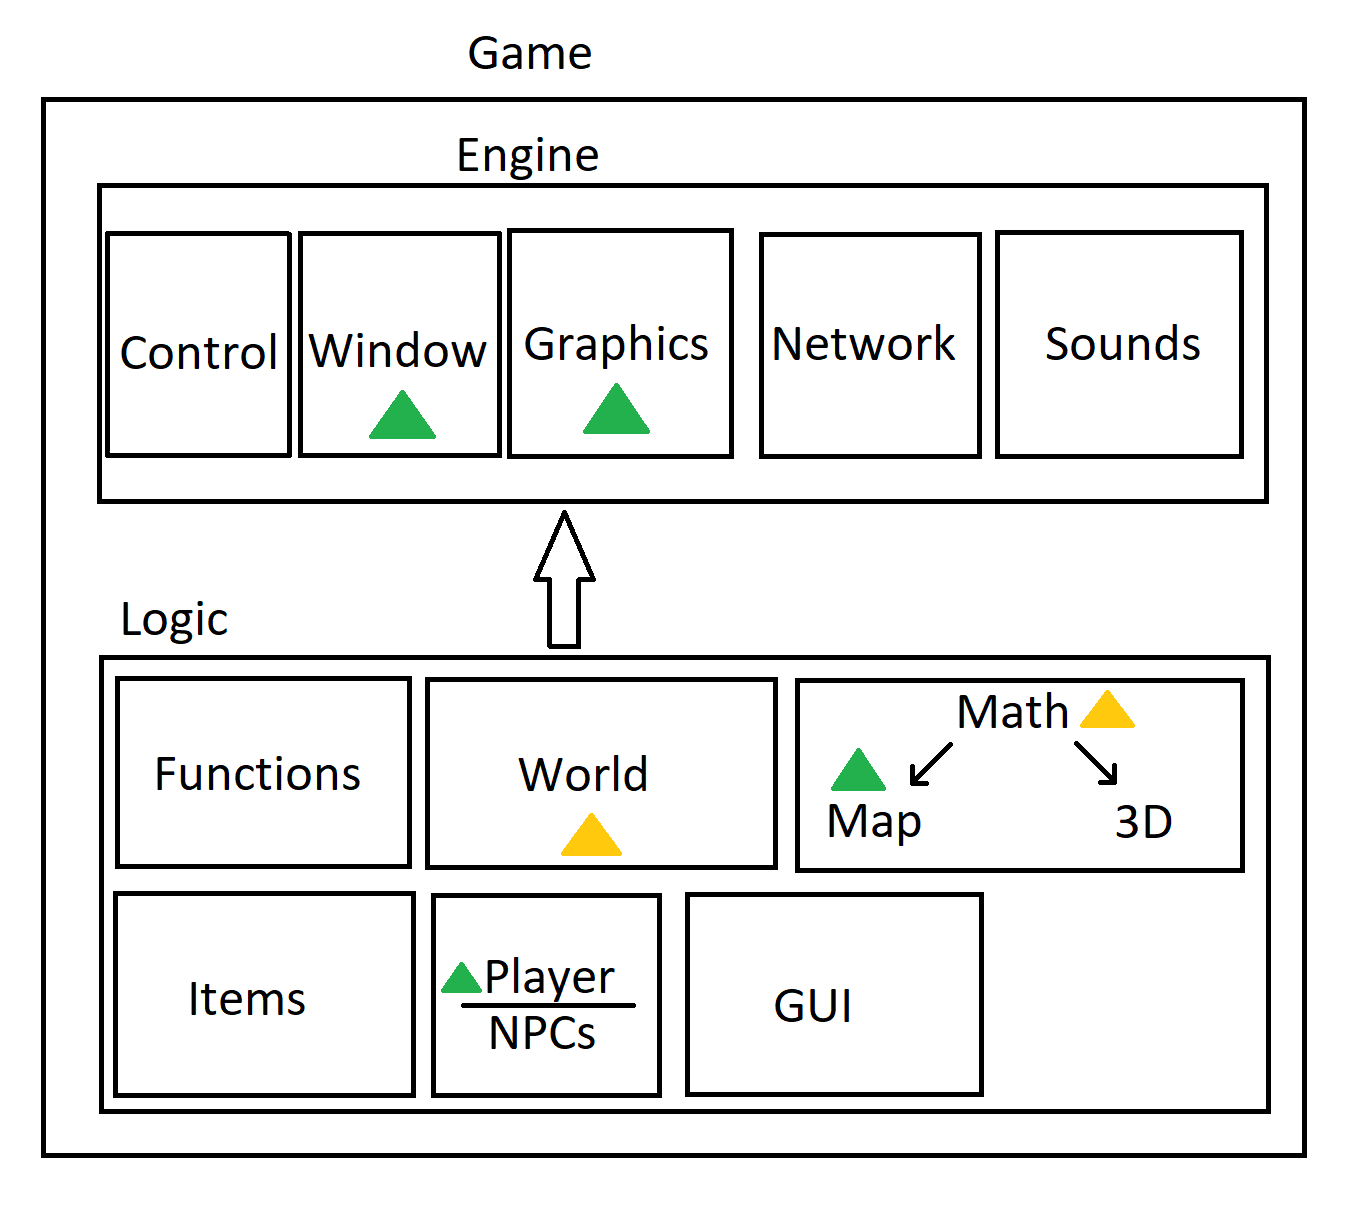 Game
Engine
Control
Window
Graphics
Network
Sounds
Logic
Functions
World
Math
Map
3D
Items
Player
NPCs
GUI